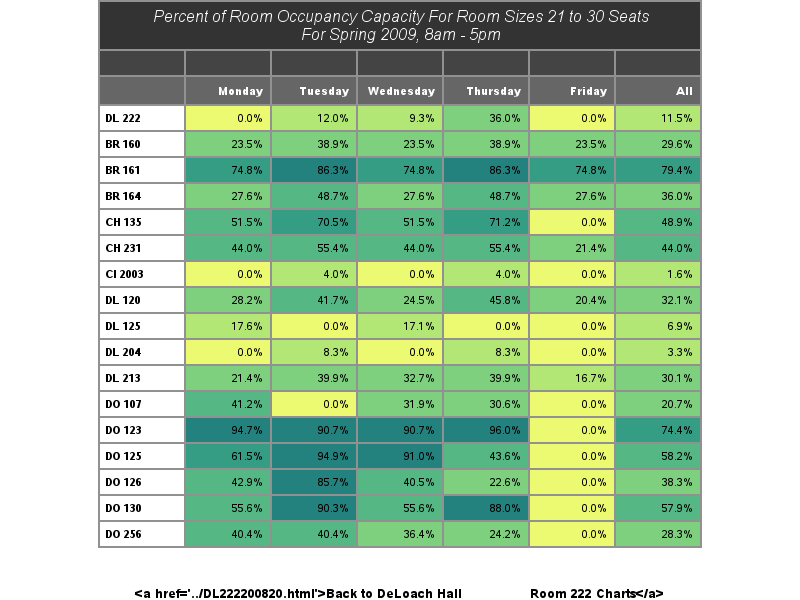 Percent of Room Occupancy Capacity For Room Sizes 21 to 30 Seats
For Spring 2009, 8am - 5pm
Monday Tuesday Wednesday Thursday Friday All
DL 222 0.0% 12.0% 9.3% 36.0% 0.0% 11.5%
BR 160 23.5% 38.9% 23.5% 38.9% 23.5% 29.6%
BR 161 74.8% 86.3% 74.8% 86.3% 74.8% 79.4%
BR 164 27.6% 48.7% 27.6% 48.7% 27.6% 36.0%
CH 135 51.5% 70.5% 51.5% 71.2% 0.0% 48.9%
CH 231 44.0% 55.4% 44.0% 55.4% 21.4% 44.0%
CI 2003 0.0% 4.0% 0.0% 4.0% 0.0% 1.6%
DL 120 28.2% 41.7% 24.5% 45.8% 20.4% 32.1%
DL 125 17.6% 0.0% 17.1% 0.0% 0.0% 6.9%
DL 204 0.0% 8.3% 0.0% 8.3% 0.0% 3.3%
DL 213 21.4% 39.9% 32.7% 39.9% 16.7% 30.1%
DO 107 41.2% 0.0% 31.9% 30.6% 0.0% 20.7%
DO 123 94.7% 90.7% 90.7% 96.0% 0.0% 74.4%
DO 125 61.5% 94.9% 91.0% 43.6% 0.0% 58.2%
DO 126 42.9% 85.7% 40.5% 22.6% 0.0% 38.3%
DO 130 55.6% 90.3% 55.6% 88.0% 0.0% 57.9%
DO 256 40.4% 40.4% 36.4% 24.2% 0.0% 28.3%
<a href='../DL222200820.html'>Back to DeLoach Hall Room 222 Charts</a>